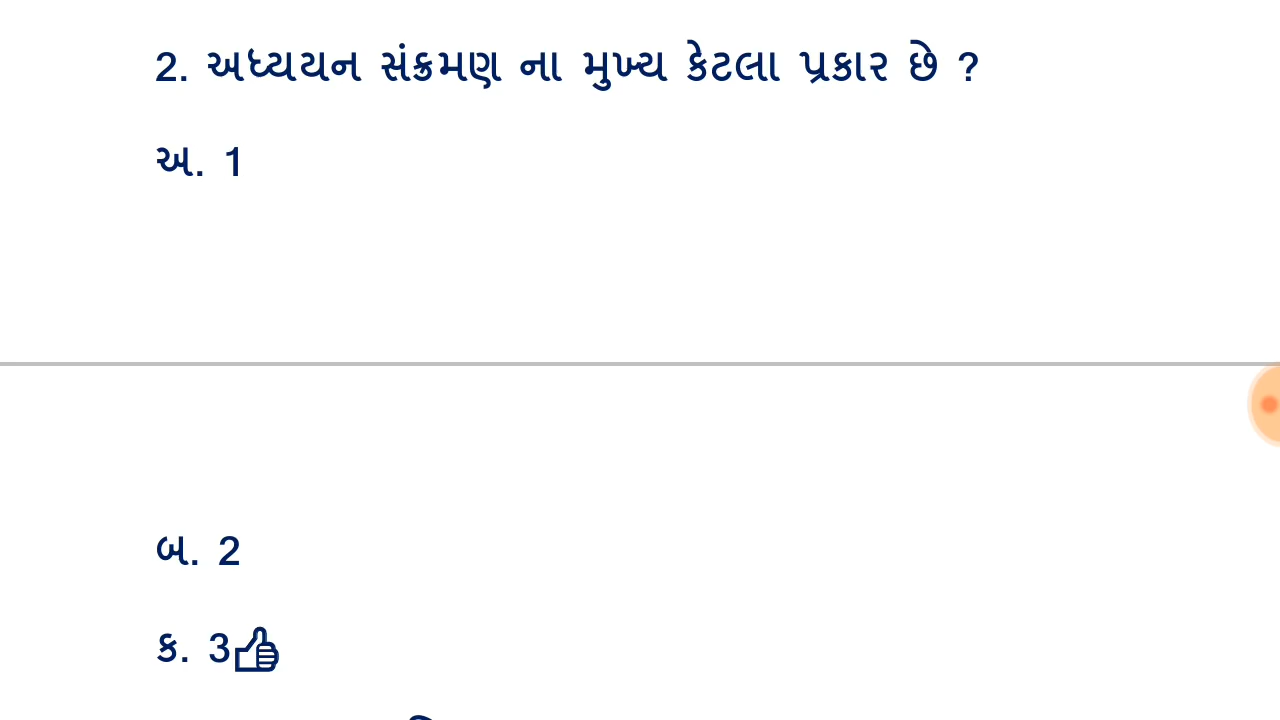 2. અધ્યયન સંક્રમણ ના મુખ્ય કેટલા પ્રકાર છે ?
અ. 1
બ. 2
ક. 3👍